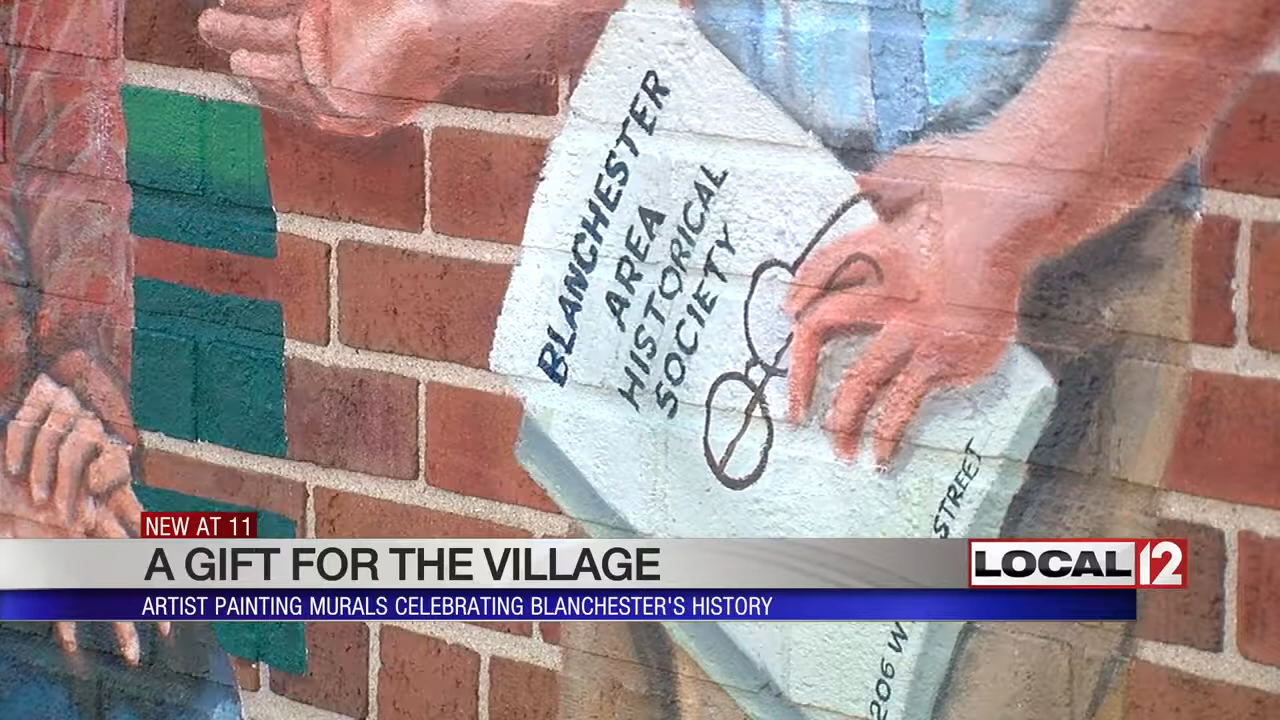 BLANCHESTER
AREA
HISTORICAL
SOCIETY
STREET
206 W
NEW AT 11
A GIFT FOR THE VILLAGE
LOCAL 12
ARTIST PAINTING MURALS CELEBRATING BLANCHESTER'S HISTORY